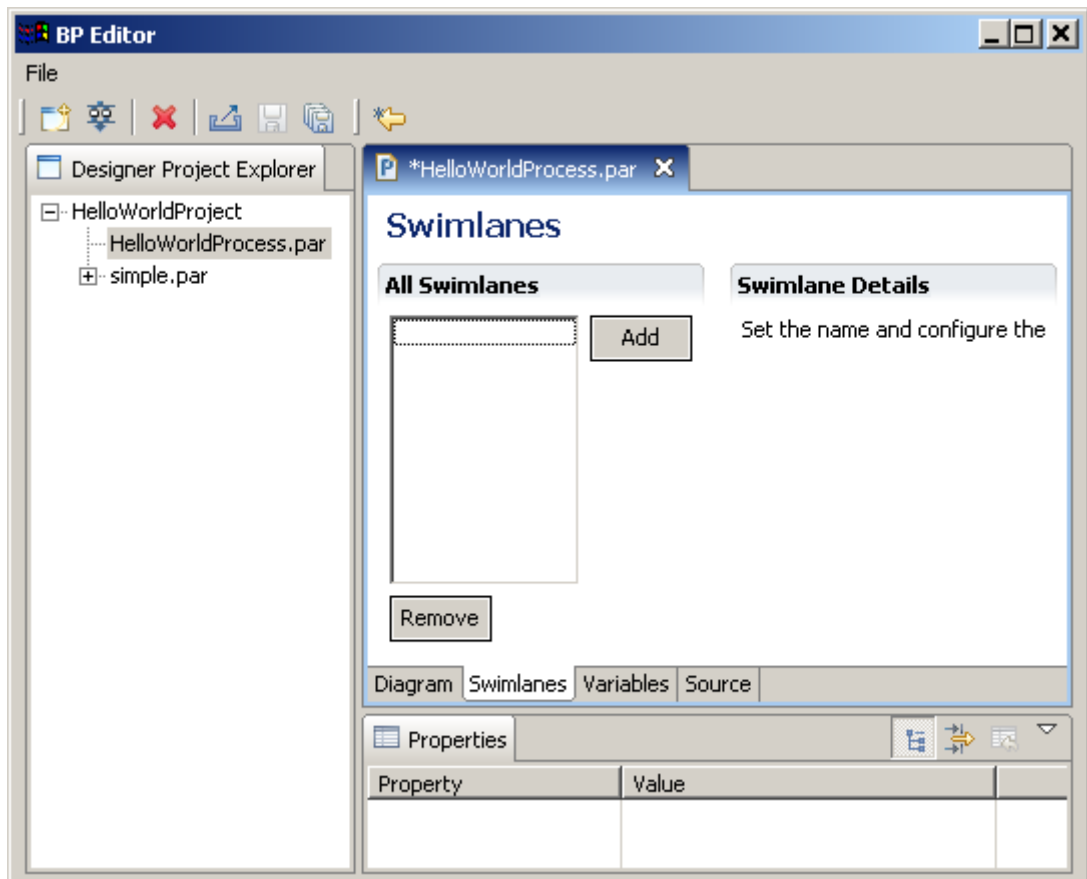 BP Editor
File
Designer Project Explorer
HelloWorldProject
HelloWorldProcess.par
simple.par
*HelloWorldProcess.par
Swimlanes
All Swimlanes
Add
Remove
Swimlane Details
Set the name and configure the
Diagram Swimlanes Variables Source
Properties
Property Value